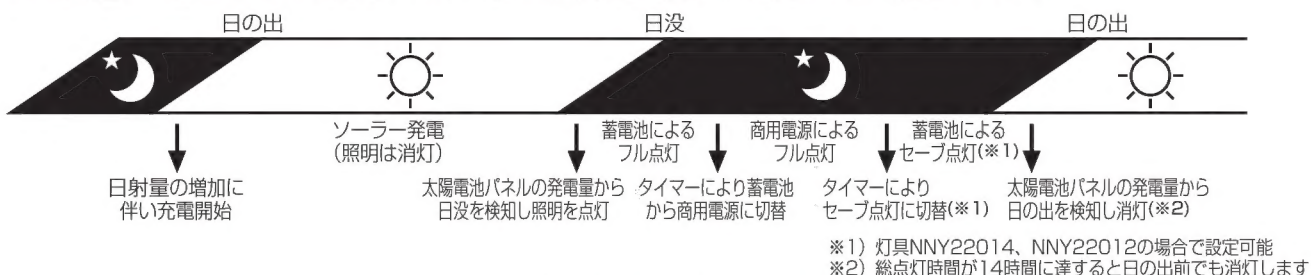 日の出
日没
日の出
ソーラー発電
(照明は消灯)
蓄電池による
フル点灯
商用電源による
フル点灯
蓄電池による
セーブ点灯(※1)
日射量の増加に
伴い充電開始
太陽電池パネルの発電量から
日没を検知し照明を点灯
タイマーにより蓄電池
から商用電源に切替
タイマーにより
セーブ点灯に切替(※1)
太陽電池パネルの発電量から
日の出を検知し消灯(※2)
※1) 灯具NNY22014、NNY22012の場合で設定可能
※2) 総点灯時間が14時間に達すると日の出前でも消灯します